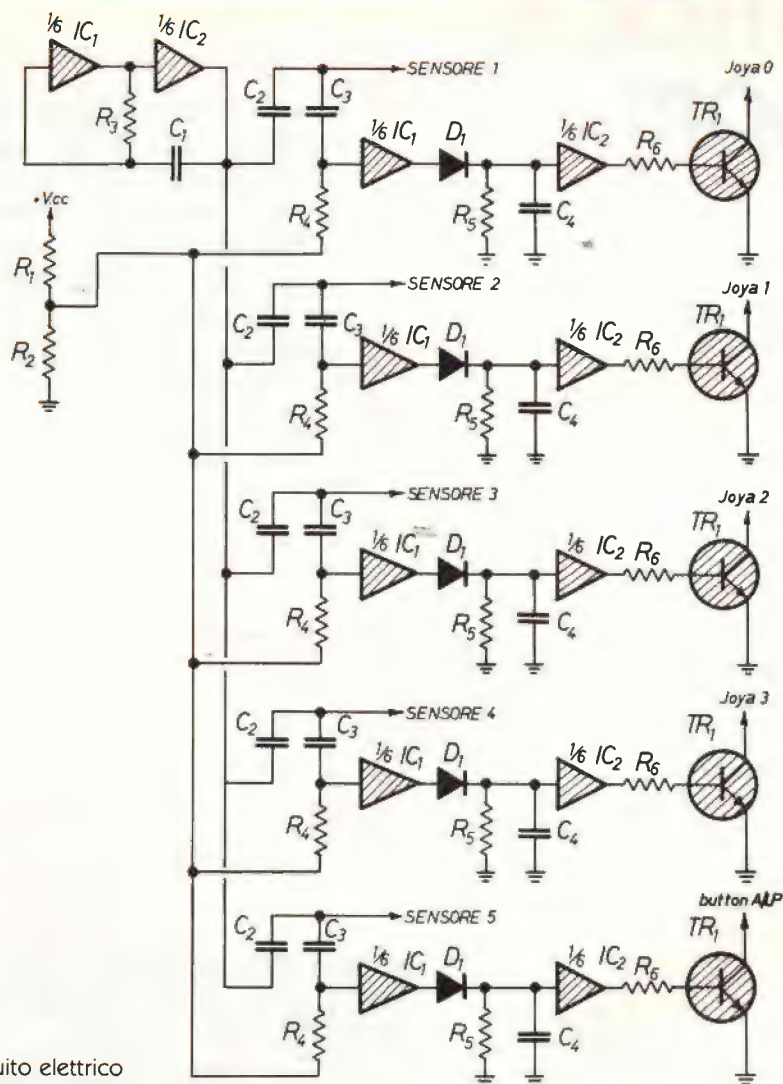 1/6 IC1
1/6 IC2
R3
C1
C2
C3
SENSORE 1
R4
1/6 IC1
D1
R5
C4
1/6 IC2
R6
TR1
Joya 0
+Vcc
R1
R2
C2
C3
SENSORE 2
R4
1/6 IC1
D1
R5
C4
1/6 IC2
R6
TR1
Joya 1
C2
C3
SENSORE 3
R4
1/6 IC1
D1
R5
C4
1/6 IC2
R6
TR1
Joya 2
C2
C3
SENSORE 4
R4
1/6 IC1
D1
R5
C4
1/6 IC2
R6
TR1
Joya 3
C2
C3
SENSORE 5
R4
1/6 IC1
D1
R5
C4
1/6 IC2
R6
TR1
button A/LP
uito elettrico